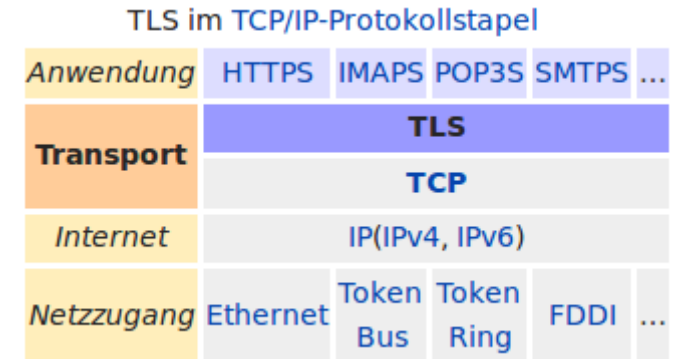 TLS im TCP/IP-Protokollstapel
Anwendung HTTPS IMAPS POP3S SMTPS ...
Transport
TLS
TCP
Internet IP(IPv4, IPv6)
Netzzugang Ethernet Token Bus Token Ring FDDI ...